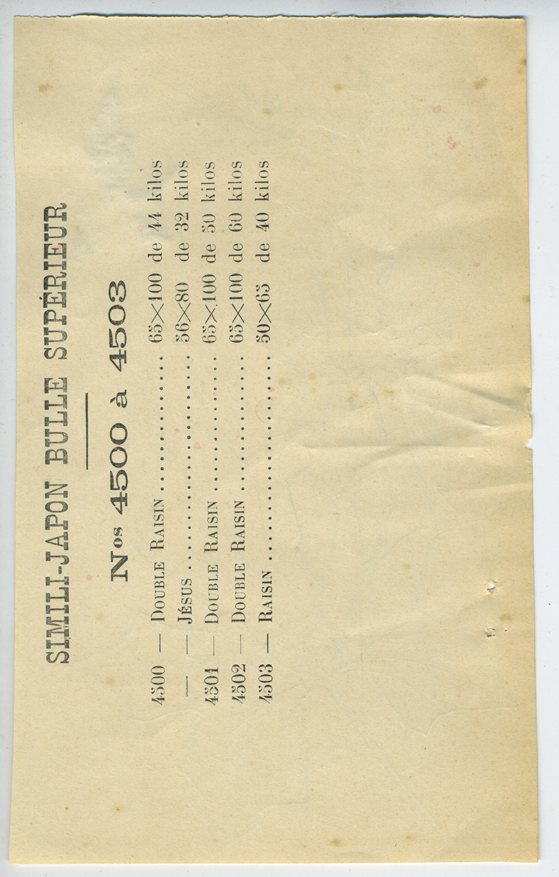 SIMILI-JAPON BULLE SUPÉRIEUR
Nos 4500 à 4503
4500 — DOUBLE RAISIN .............. 65×100 de 44 kilos
— — JÉSUS ....................... 56×80 de 32 kilos
4501 — DOUBLE RAISIN .............. 65×100 de 50 kilos
4502 — DOUBLE RAISIN .............. 65×100 de 60 kilos
4503 — RAISIN ....................... 50×65 de 40 kilos